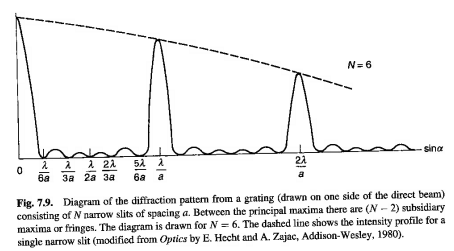 N = 6
sinα
0 λ/6a λ/3a λ/2a 2λ/3a 5λ/6a λ/a 2λ/a
Fig. 7.9. Diagram of the diffraction pattern from a grating (drawn on one side of the direct beam)
consisting of N narrow slits of spacing a. Between the principal maxima there are (N − 2) subsidiary
maxima or fringes. The diagram is drawn for N = 6. The dashed line shows the intensity profile for a
single narrow slit (modified from Optics by E. Hecht and A. Zajac, Addison-Wesley, 1980).